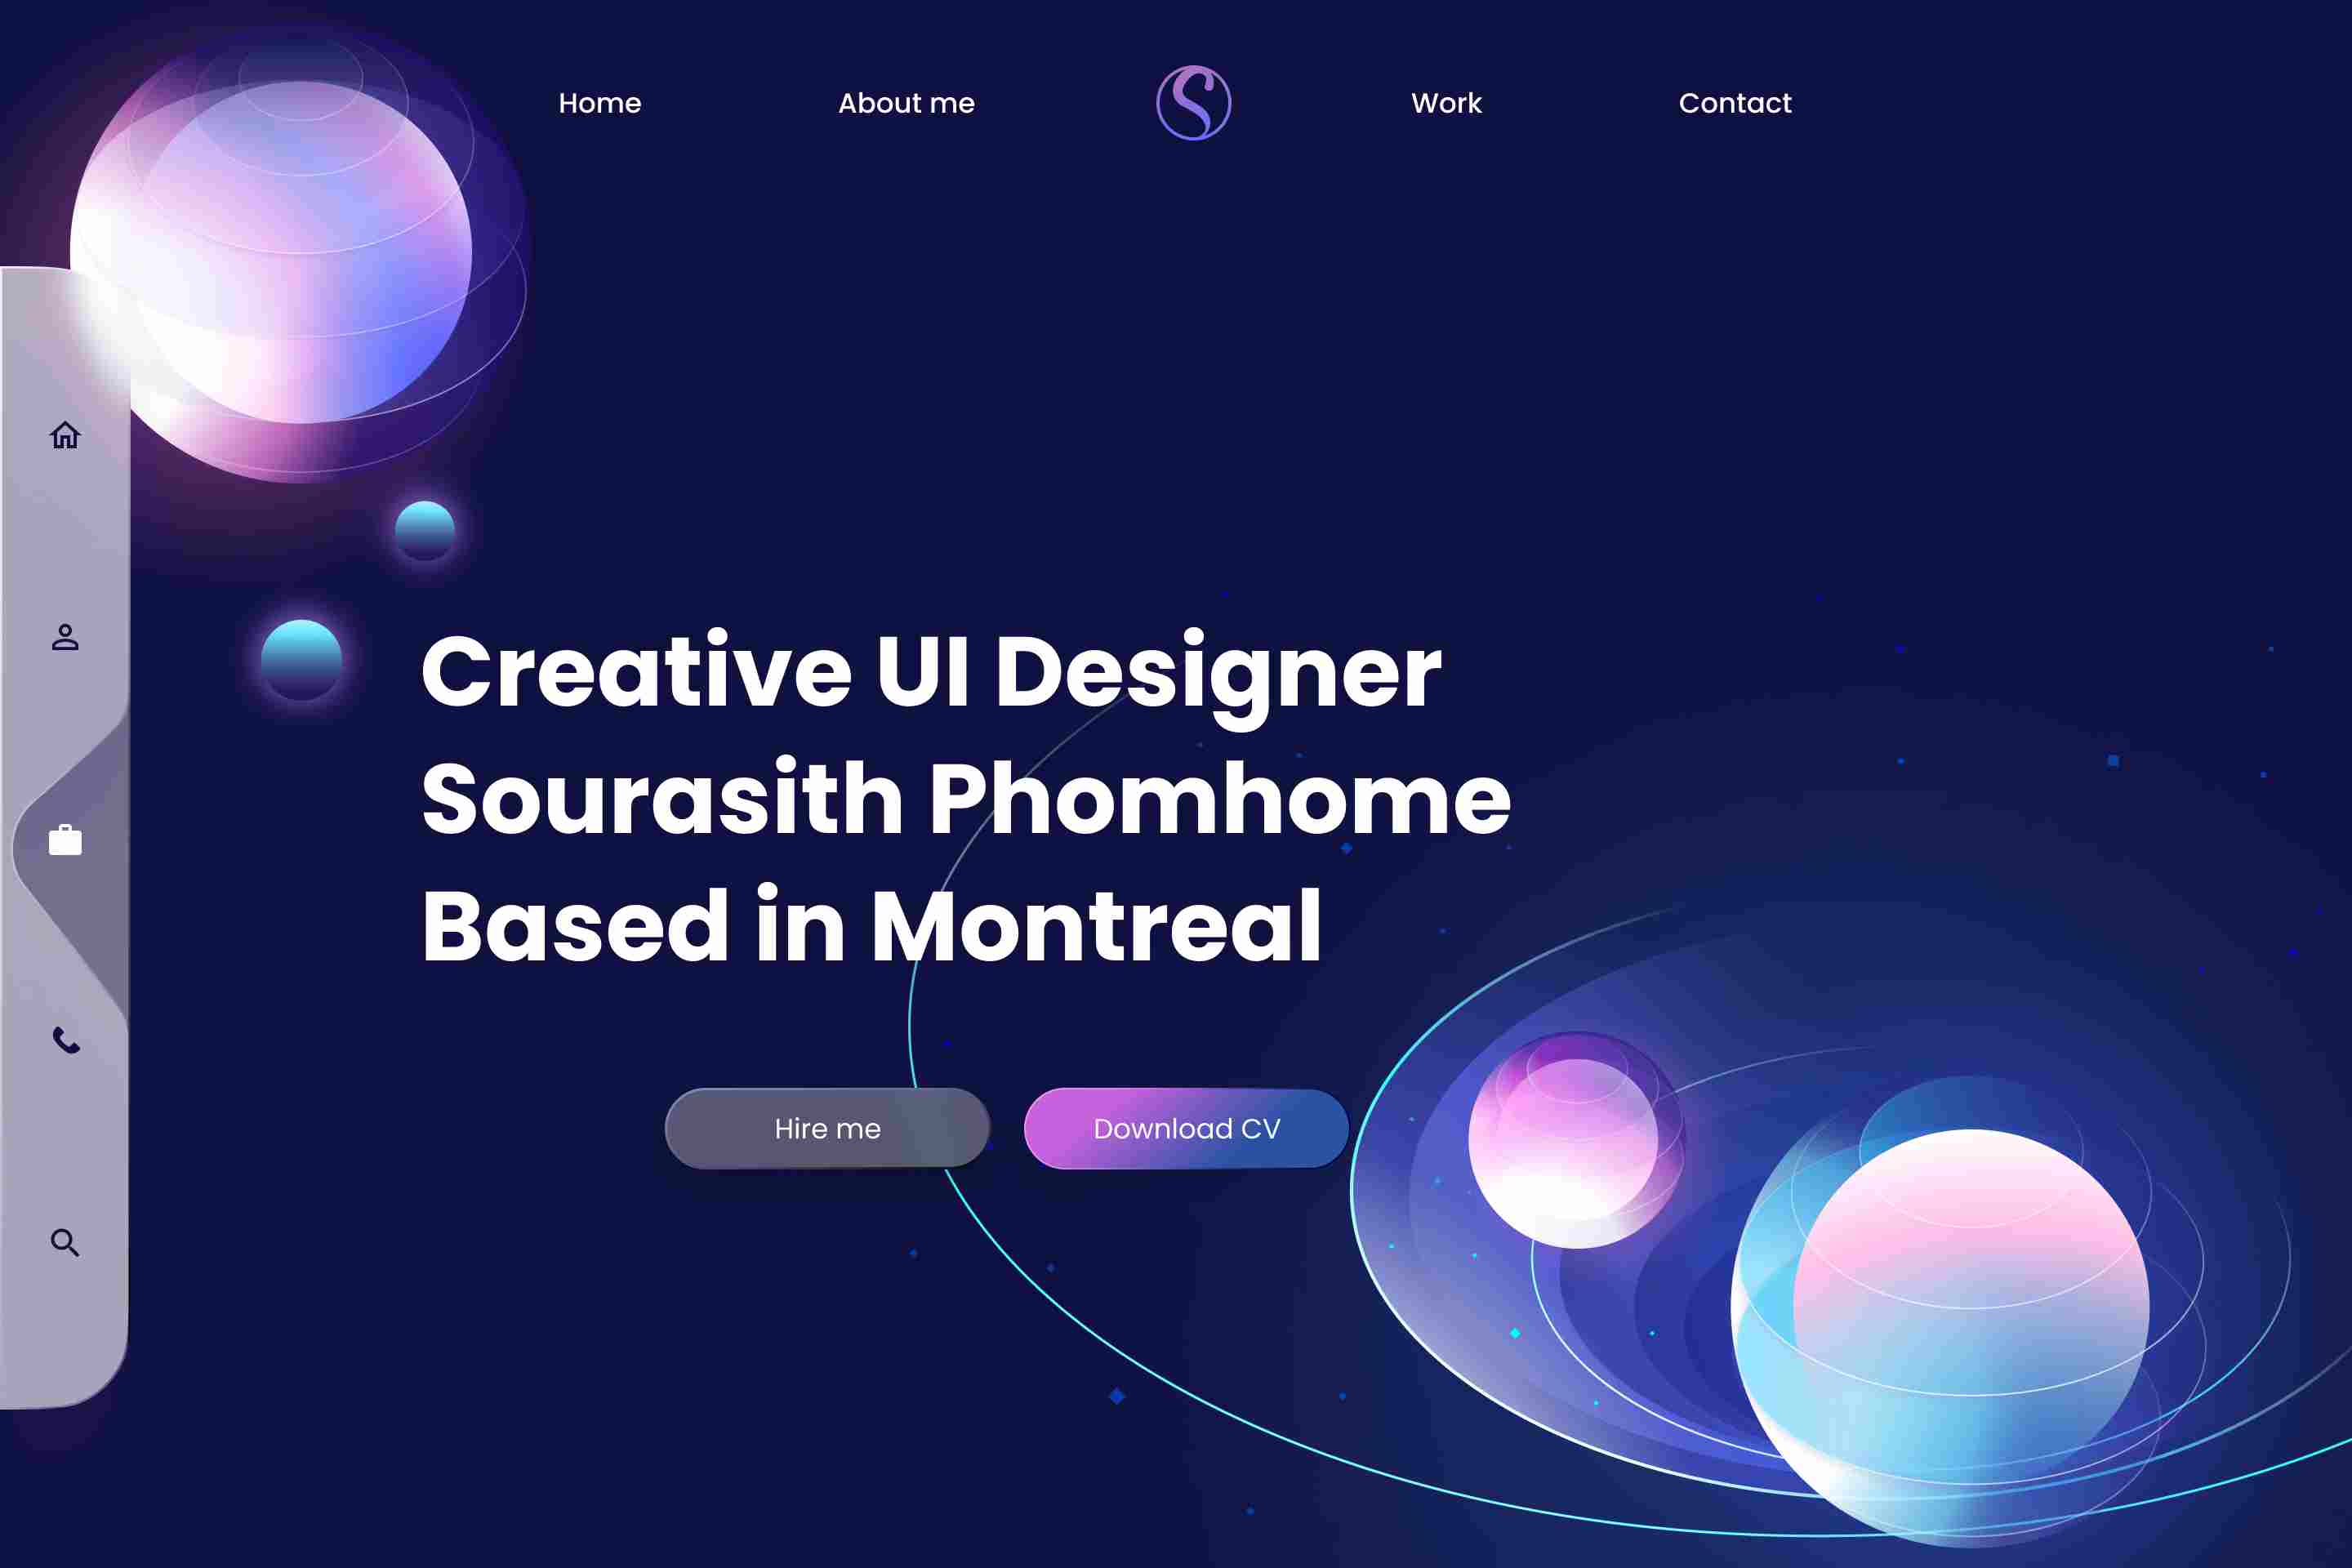 Home
About me
S
Work
Contact
Creative UI Designer
Sourasith Phomhome
Based in Montreal
Hire me
Download CV